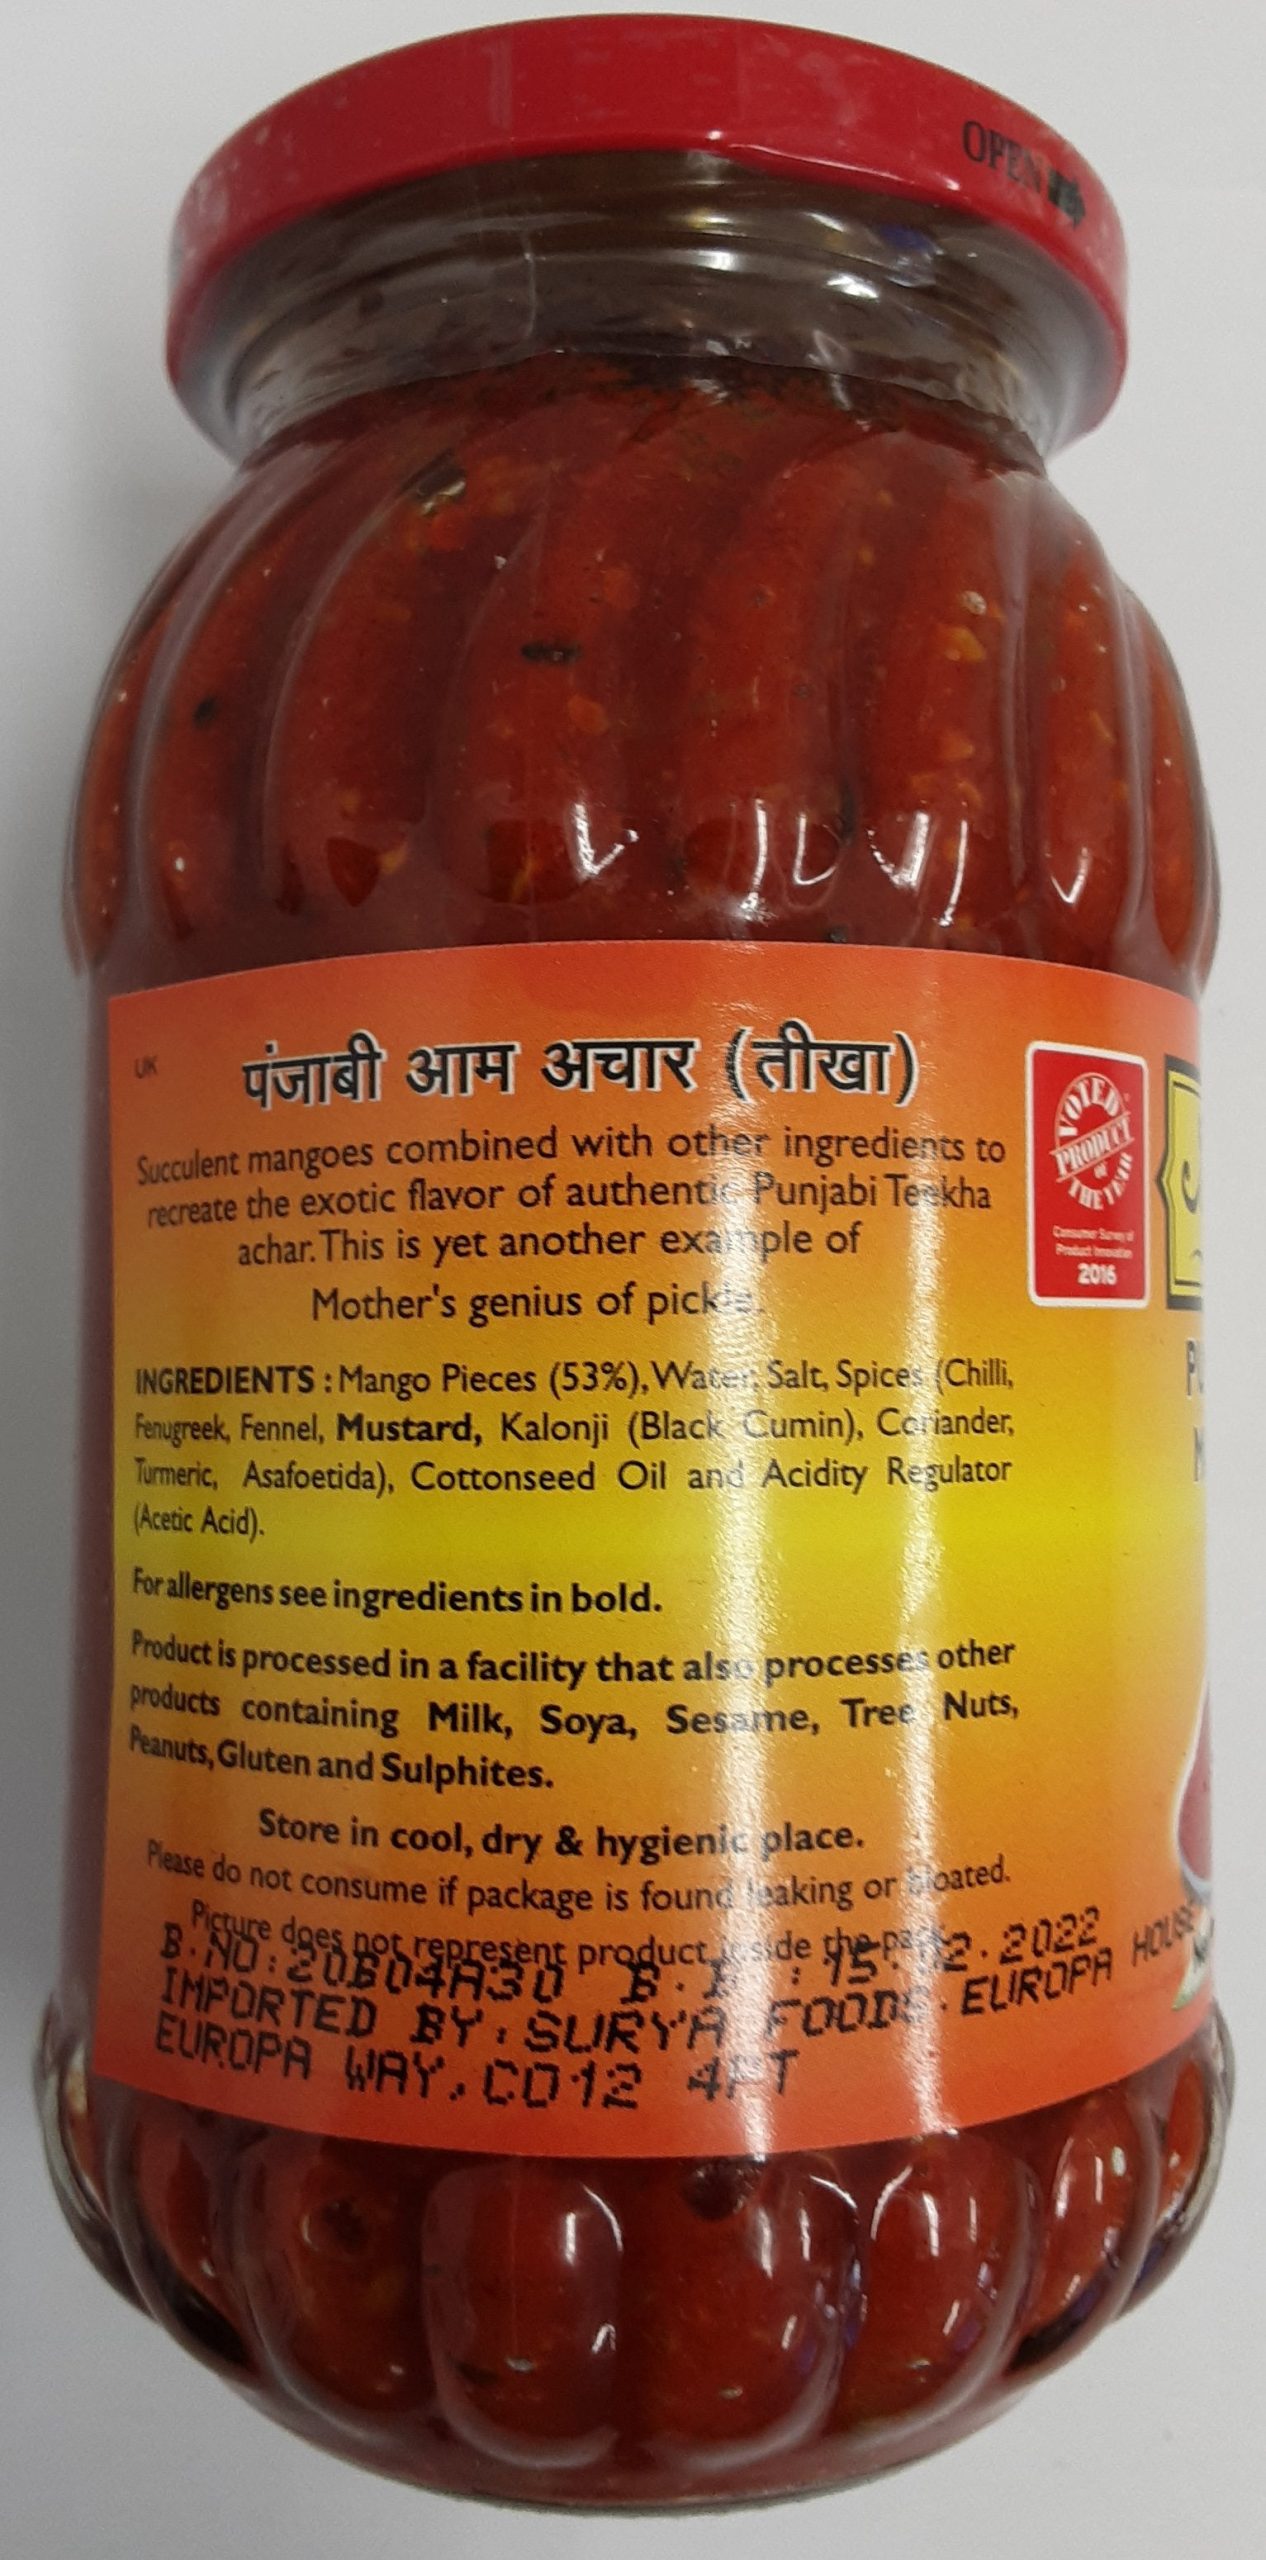 OPEN
UK
पंजाबी आम अचार (तीखा)
Succulent mangoes combined with other ingredients to
recreate the exotic flavor of authentic Punjabi Teekha
achar. This is yet another example of
Mother's genius of pickle.
INGREDIENTS : Mango Pieces (53%), Water, Salt, Spices (Chilli,
Fenugreek, Fennel, Mustard, Kalonji (Black Cumin), Coriander,
Turmeric, Asafoetida), Cottonseed Oil and Acidity Regulator
(Acetic Acid).
For allergens see ingredients in bold.
Product is processed in a facility that also processes other
products containing Milk, Soya, Sesame, Tree Nuts,
Peanuts, Gluten and Sulphites.
Store in cool, dry & hygienic place.
Please do not consume if package is found leaking or bloated.
Picture does not represent product inside the pack.
B.NO:20B04A30 B.B : 15. 2.2022
IMPORTED BY: SURYA FOODS. EUROPA HOUSE
EUROPA WAY, CO12 4PT
VOTED
PRODUCT
OF
THE YEAR
Consumer Survey of
Product Innovation
2016